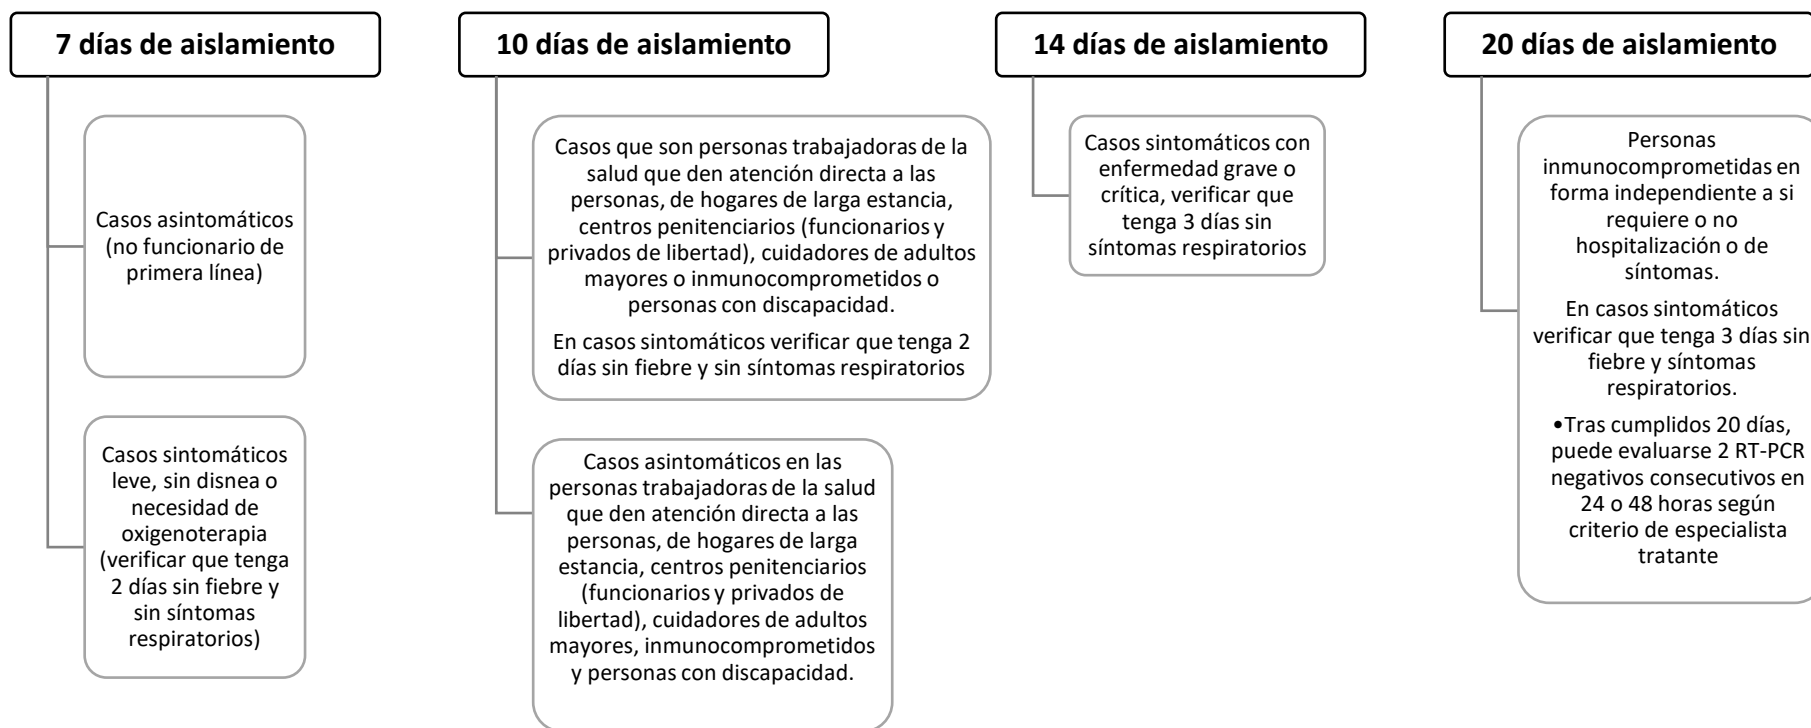 7 días de aislamiento
Casos asintomáticos
(no funcionario de
primera línea)
Casos sintomáticos
leve, sin disnea o
necesidad de
oxigenoterapia
(verificar que tenga
2 días sin fiebre y
sin síntomas
respiratorios)
10 días de aislamiento
Casos que son personas trabajadoras de la
salud que den atención directa a las
personas, de hogares de larga estancia,
centros penitenciarios (funcionarios y
privados de libertad), cuidadores de adultos
mayores o inmunocomprometidos o
personas con discapacidad.
En casos sintomáticos verificar que tenga 2
días sin fiebre y sin síntomas respiratorios
Casos asintomáticos en las
personas trabajadoras de la salud
que den atención directa a las
personas, de hogares de larga
estancia, centros penitenciarios
(funcionarios y privados de
libertad), cuidadores de adultos
mayores, inmunocomprometidos
y personas con discapacidad.
14 días de aislamiento
Casos sintomáticos con
enfermedad grave o
crítica, verificar que
tenga 3 días sin
síntomas respiratorios
20 días de aislamiento
Personas
inmunocomprometidas en
forma independiente a si
requiere o no
hospitalización o de
síntomas.
En casos sintomáticos
verificar que tenga 3 días sin
fiebre y síntomas
respiratorios.
•Tras cumplidos 20 días,
puede evaluarse 2 RT-PCR
negativos consecutivos en
24 o 48 horas según
criterio de especialista
tratante